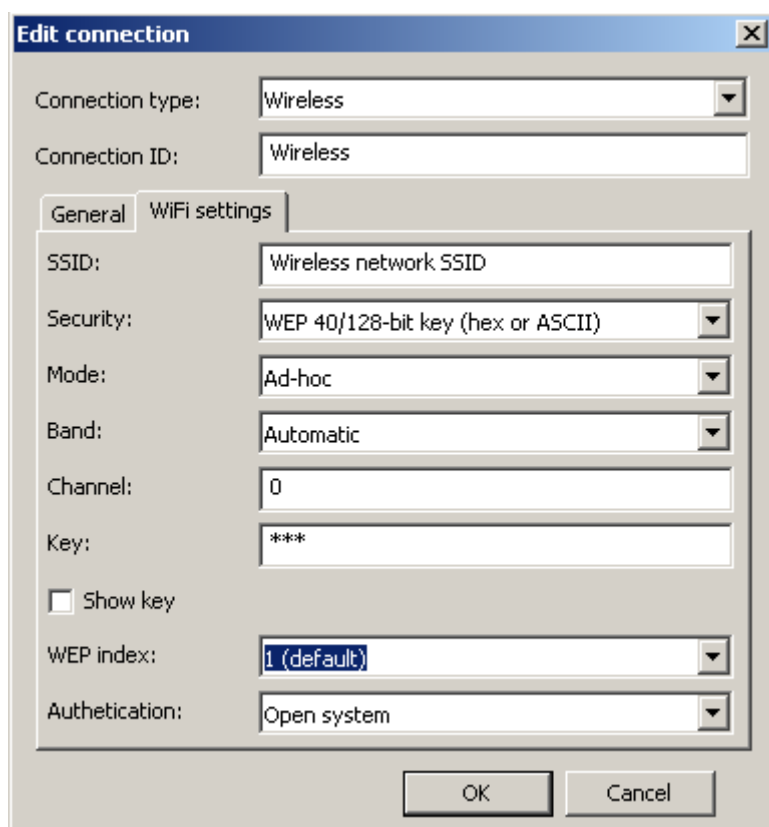 Edit connection
Connection type: Wireless
Connection ID: Wireless
General WiFi settings
SSID: Wireless network SSID
Security: WEP 40/128-bit key (hex or ASCII)
Mode: Ad-hoc
Band: Automatic
Channel: 0
Key: ***
Show key
WEP index: 1 (default)
Authetication: Open system
OK Cancel